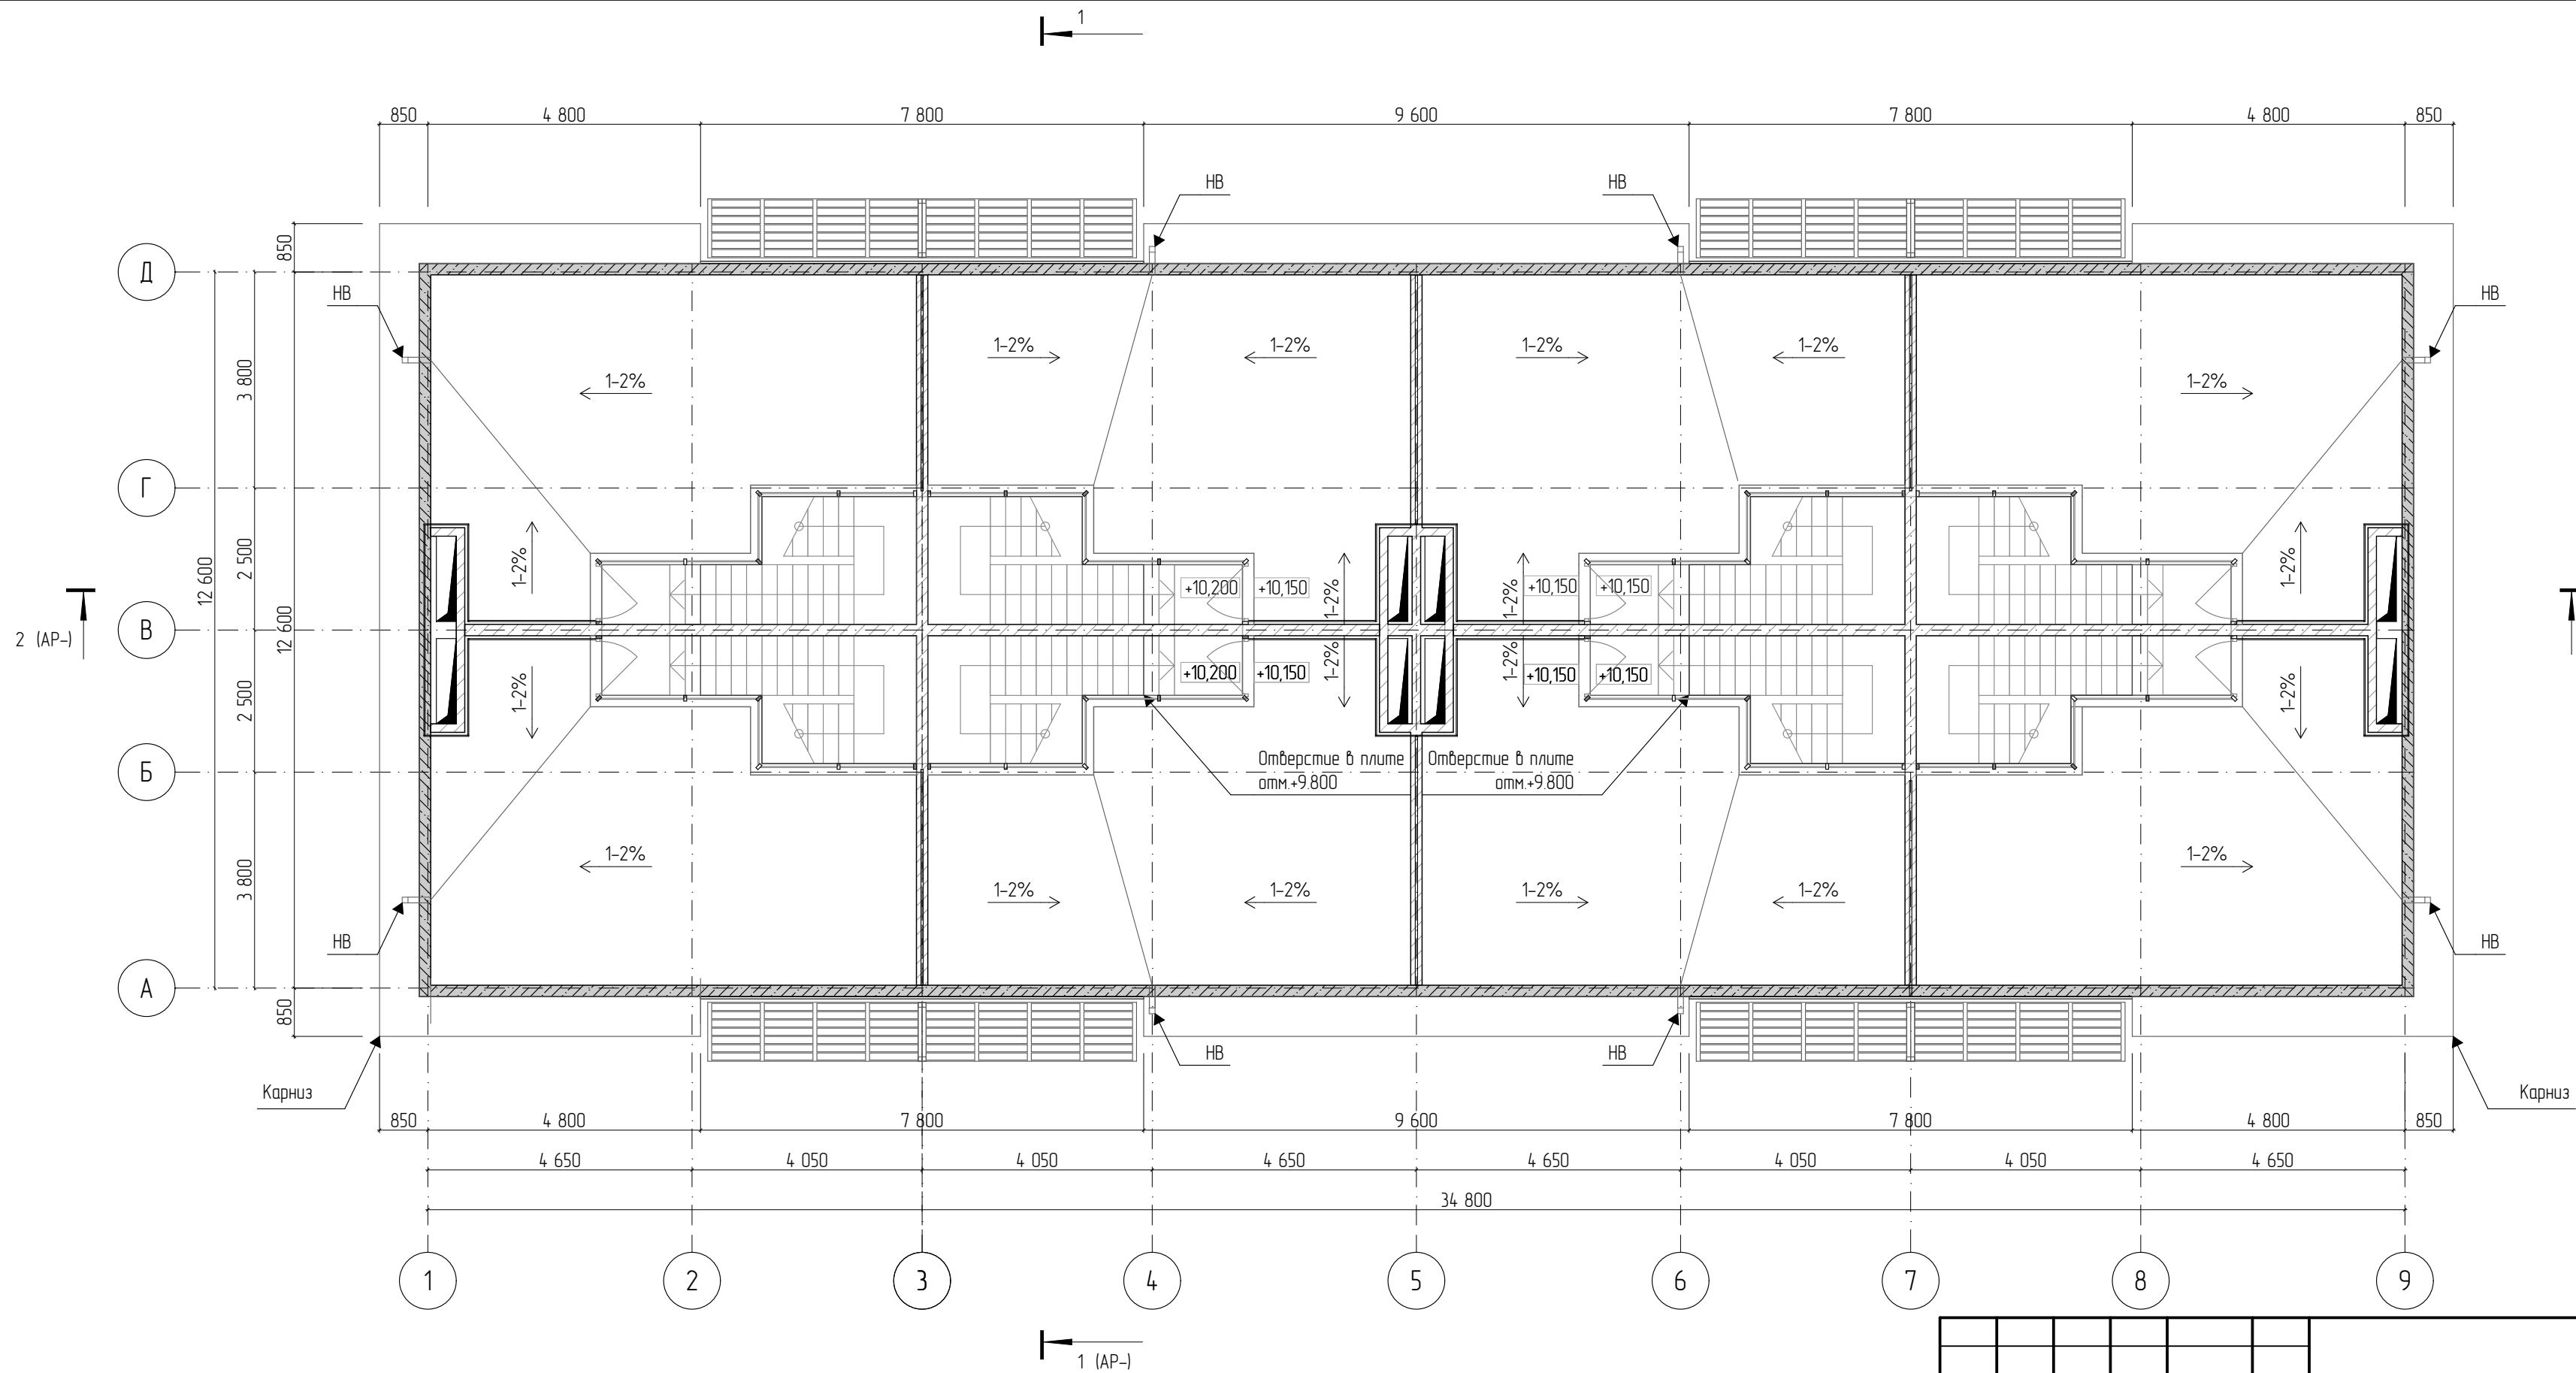 1
850 4 800 7 800 9 600 7 800 4 800 850
НВ НВ
850
Д
НВ НВ
1-2% 1-2% 1-2% 1-2%
3 800
1-2% 1-2%
Г
12 600
2 500
1-2% 1-2%
+10,200 +10,150 1-2% 1-2% +10,150 +10,150
В
12 600
2 (АР-)
1-2% 1-2%
+10,200 +10,150 1-2% 1-2% +10,150 +10,150
2 500
Отверстие в плите Отверстие в плите
отм.+9.800 отм.+9.800
Б
1-2% 1-2%
3 800
1-2% 1-2% 1-2% 1-2%
НВ НВ
А
850
НВ НВ
Карниз Карниз
850 4 800 7 800 9 600 7 800 4 800 850
4 650 4 050 4 050 4 650 4 650 4 050 4 050 4 650
34 800
1 2 3 4 5 6 7 8 9
1 (АР-)